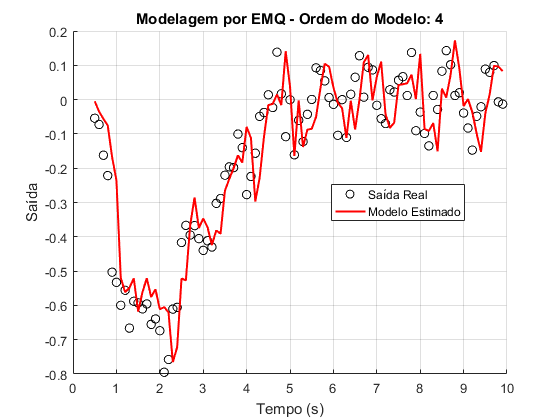 Modelagem por EMQ - Ordem do Modelo: 4
0.2
0.1
0
-0.1
-0.2
-0.3
-0.4
-0.5
-0.6
-0.7
-0.8
Saída
Saída Real
Modelo Estimado
0 1 2 3 4 5 6 7 8 9 10
Tempo (s)